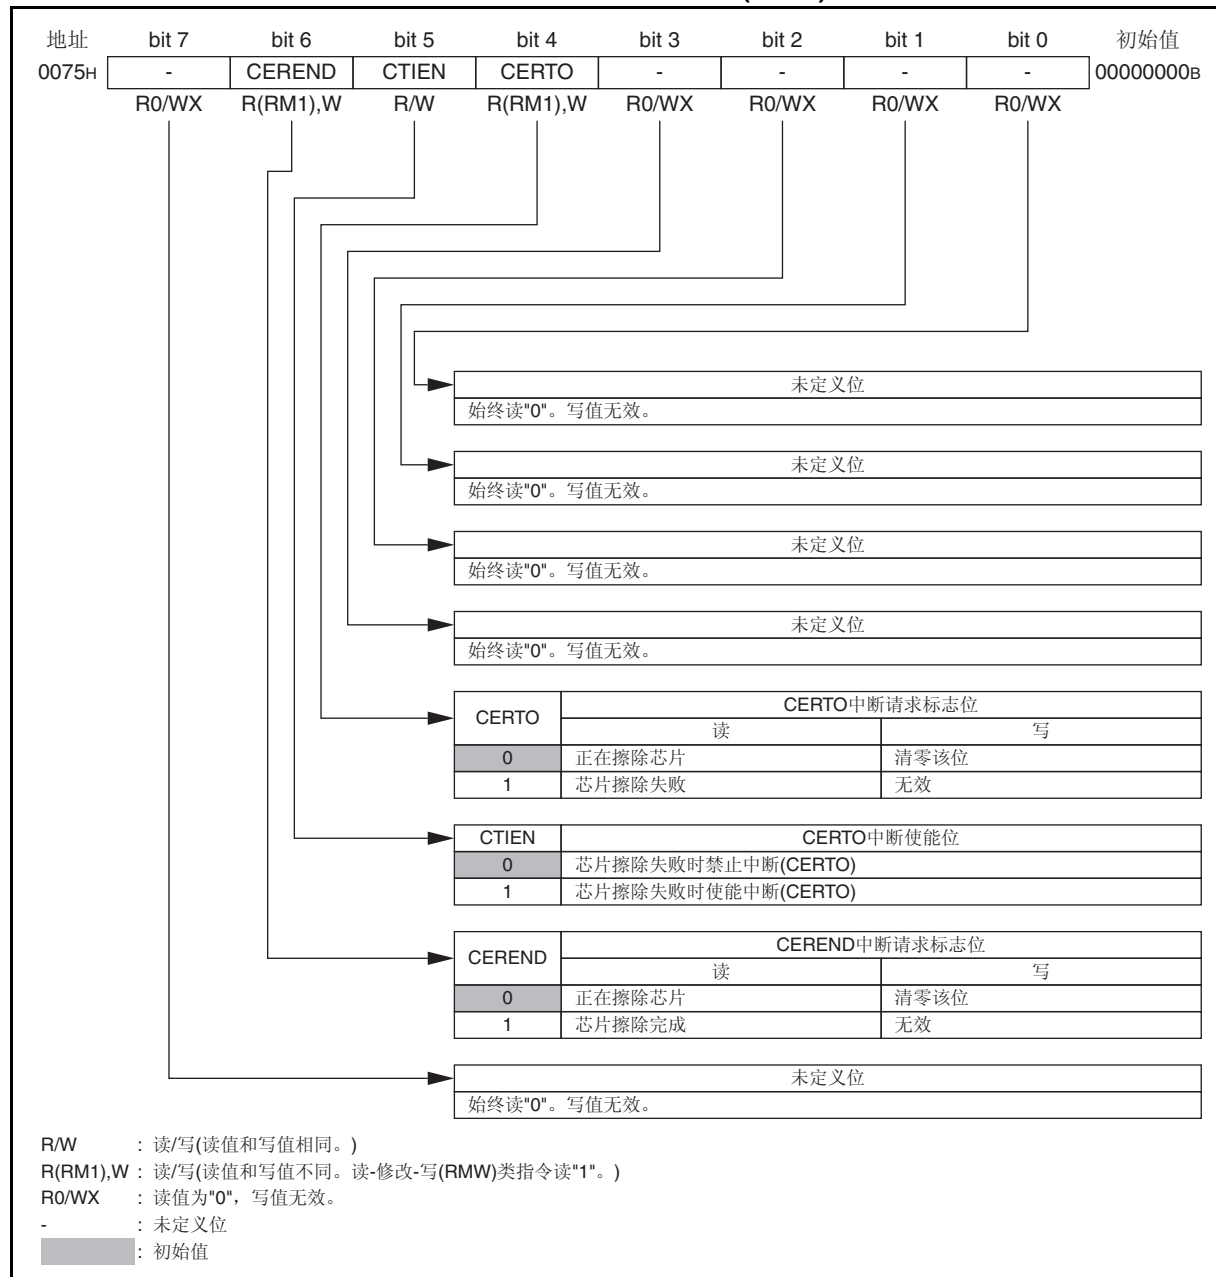 地址 bit 7 bit 6 bit 5 bit 4 bit 3 bit 2 bit 1 bit 0 初始值
0075H - CEREND CTIEN CERTO - - - - 00000000B
R0/WX R(RM1),W R/W R(RM1),W R0/WX R0/WX R0/WX R0/WX
未定义位
始终读"0"。写值无效。
未定义位
始终读"0"。写值无效。
未定义位
始终读"0"。写值无效。
未定义位
始终读"0"。写值无效。
CERTO CERTO中断请求标志位
读 写
0 正在擦除芯片 清零该位
1 芯片擦除失败 无效
CTIEN CERTO中断使能位
0 芯片擦除失败时禁止中断(CERTO)
1 芯片擦除失败时使能中断(CERTO)
CEREND CEREND中断请求标志位
读 写
0 正在擦除芯片 清零该位
1 芯片擦除完成 无效
未定义位
始终读"0"。写值无效。
R/W : 读/写(读值和写值相同。)
R(RM1),W : 读/写(读值和写值不同。读-修改-写(RMW)类指令读"1"。)
R0/WX : 读值为"0"，写值无效。
- : 未定义位
: 初始值